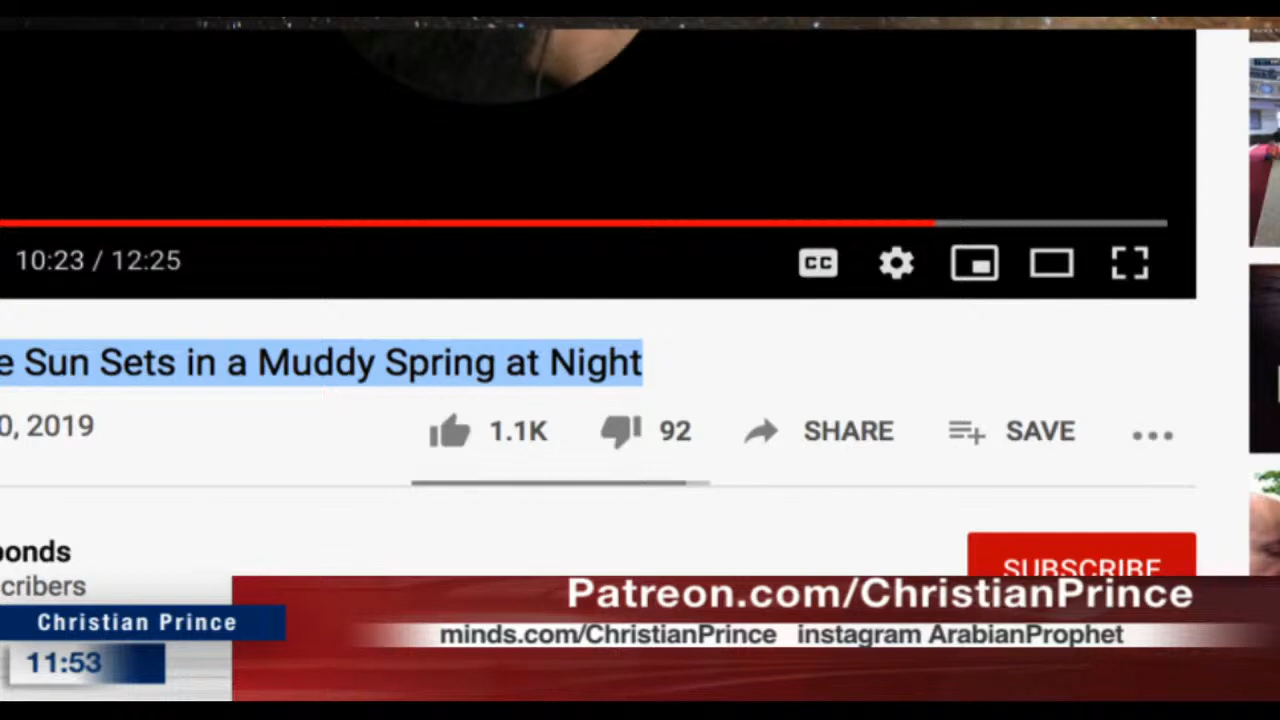 10:23 / 12:25
CC
e Sun Sets in a Muddy Spring at Night
0, 2019
1.1K
92
SHARE
SAVE
ponds
cribers
SUBSCRIBE
Patreon.com/ChristianPrince
Christian Prince
minds.com/ChristianPrince instagram ArabianProphet
11:53